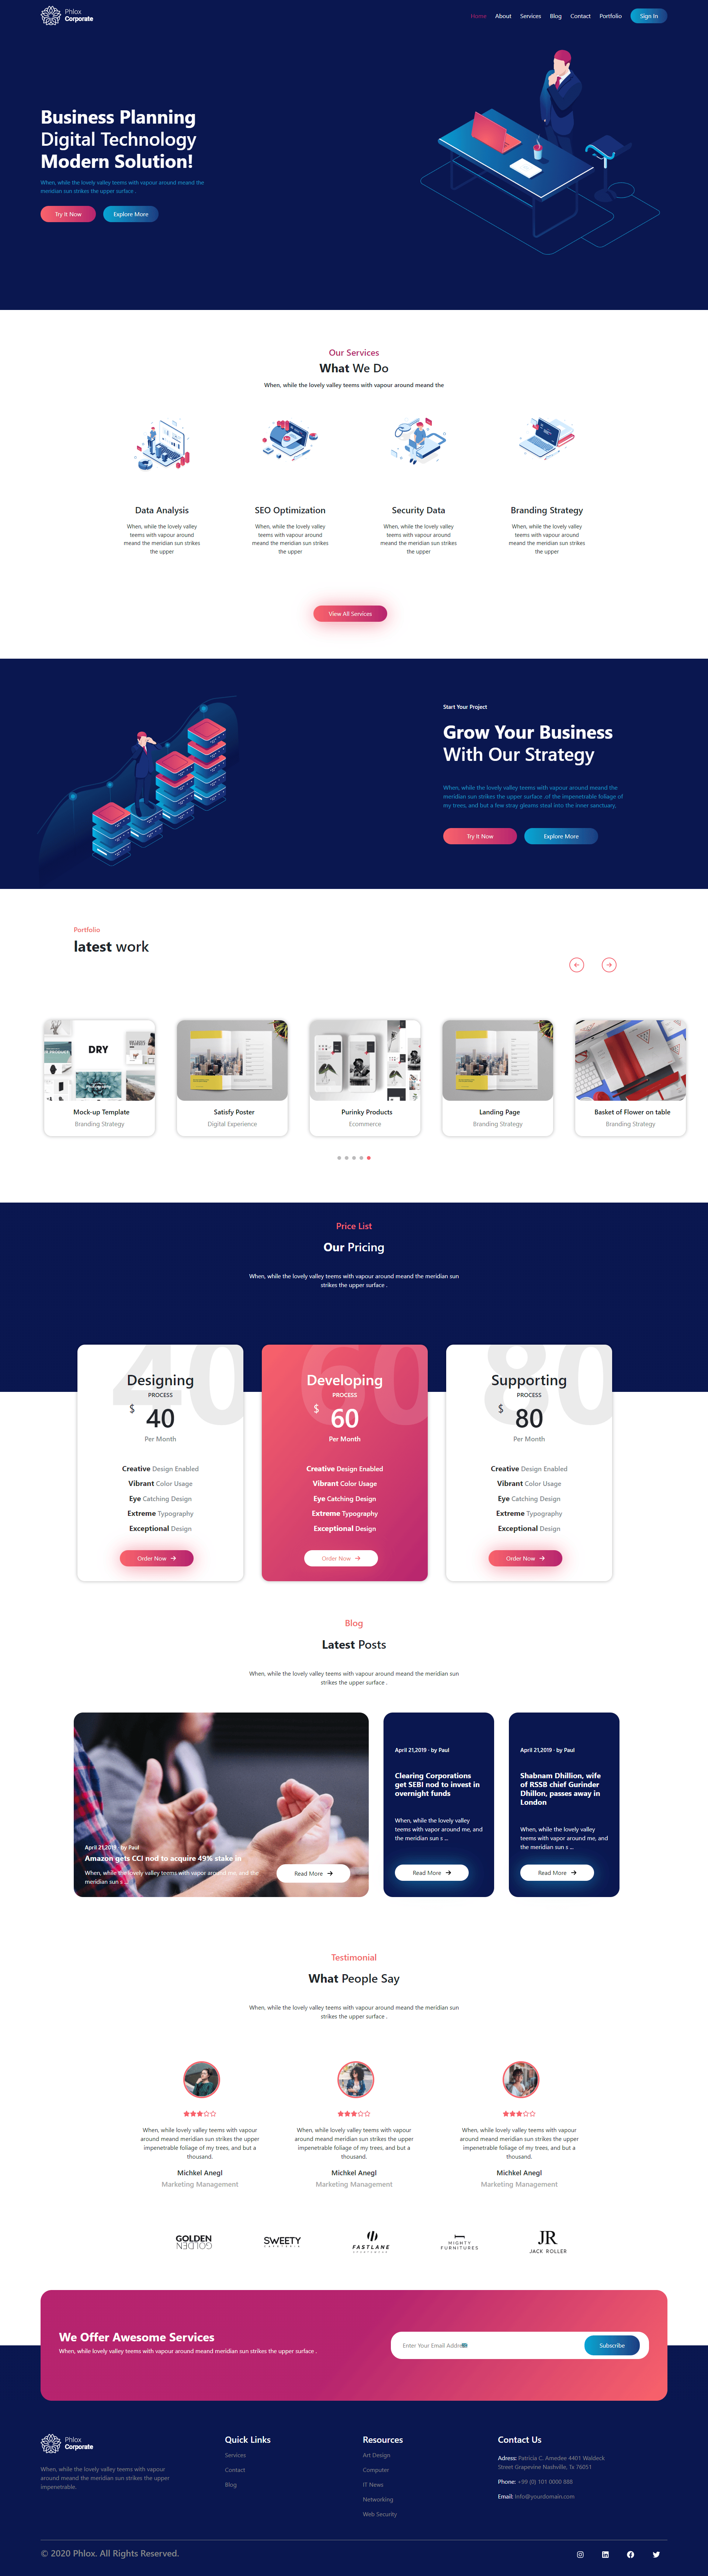 Phlox
Corporate
Home About Services Blog Contact Portfolio Sign In
Business Planning
Digital Technology
Modern Solution!
When, while the lovely valley teems with vapour around meand the
meridian sun strikes the upper surface .
Try It Now Explore More
Our Services
What We Do
When, while the lovely valley teems with vapour around meand the
Data Analysis
When, while the lovely valley
teems with vapour around
meand the meridian sun strikes
the upper
SEO Optimization
When, while the lovely valley
teems with vapour around
meand the meridian sun strikes
the upper
Security Data
When, while the lovely valley
teems with vapour around
meand the meridian sun strikes
the upper
Branding Strategy
When, while the lovely valley
teems with vapour around
meand the meridian sun strikes
the upper
View All Services
Start Your Project
Grow Your Business
With Our Strategy
When, while the lovely valley teems with vapour around meand the
meridian sun strikes the upper surface .of the impenetrable foliage of
my trees, and but a few stray gleams steal into the inner sanctuary.
Try It Now Explore More
Portfolio
latest work
DRY
Mock-up Template
Branding Strategy
Satisfy Poster
Digital Experience
Purinky Products
Ecommerce
Landing Page
Branding Strategy
Basket of Flower on table
Branding Strategy
Price List
Our Pricing
When, while the lovely valley teems with vapour around meand the meridian sun
strikes the upper surface .
40
Designing
PROCESS
$ 40
Per Month
Creative Design Enabled
Vibrant Color Usage
Eye Catching Design
Extreme Typography
Exceptional Design
Order Now
60
Developing
PROCESS
$ 60
Per Month
Creative Design Enabled
Vibrant Color Usage
Eye Catching Design
Extreme Typography
Exceptional Design
Order Now
80
Supporting
PROCESS
$ 80
Per Month
Creative Design Enabled
Vibrant Color Usage
Eye Catching Design
Extreme Typography
Exceptional Design
Order Now
Blog
Latest Posts
When, while the lovely valley teems with vapour around meand the meridian sun
strikes the upper surface .
April 21,2019 · by Paul
Amazon gets CCI nod to acquire 49% stake in
When, while the lovely valley teems with vapor around me, and the
meridian sun s ...
Read More
April 21,2019 · by Paul
Clearing Corporations
get SEBI nod to invest in
overnight funds
When, while the lovely valley
teems with vapor around me, and
the meridian sun s ...
Read More
April 21,2019 · by Paul
Shabnam Dhillion, wife
of RSSB chief Gurinder
Dhillon, passes away in
London
When, while the lovely valley
teems with vapor around me, and
the meridian sun s ...
Read More
Testimonial
What People Say
When, while the lovely valley teems with vapour around meand the meridian sun
strikes the upper surface .
When, while lovely valley teems with vapour
around meand meridian sun strikes the upper
impenetrable foliage of my trees, and but a
thousand.
Michkel Anegl
Marketing Management
When, while lovely valley teems with vapour
around meand meridian sun strikes the upper
impenetrable foliage of my trees, and but a
thousand.
Michkel Anegl
Marketing Management
When, while lovely valley teems with vapour
around meand meridian sun strikes the upper
impenetrable foliage of my trees, and but a
thousand.
Michkel Anegl
Marketing Management
GOLDEN
GOLDEN
SWEETY
FASTLANE
MIGHTY
FURNITURES
JR
JACK ROLLER
We Offer Awesome Services
When, while lovely valley teems with vapour around meand meridian sun strikes the upper surface .
Enter Your Email Address
Subscribe
Phlox
Corporate
When, while the lovely valley teems with vapour
around meand the meridian sun strikes the upper
impenetrable.
Quick Links
Services
Contact
Blog
Resources
Art Design
Computer
IT News
Networking
Web Security
Contact Us
Adress: Patricia C. Amedee 4401 Waldeck
Street Grapevine Nashville, Tx 76051
Phone: +99 (0) 101 0000 888
Email: Info@yourdomain.com
© 2020 Phlox. All Rights Reserved.